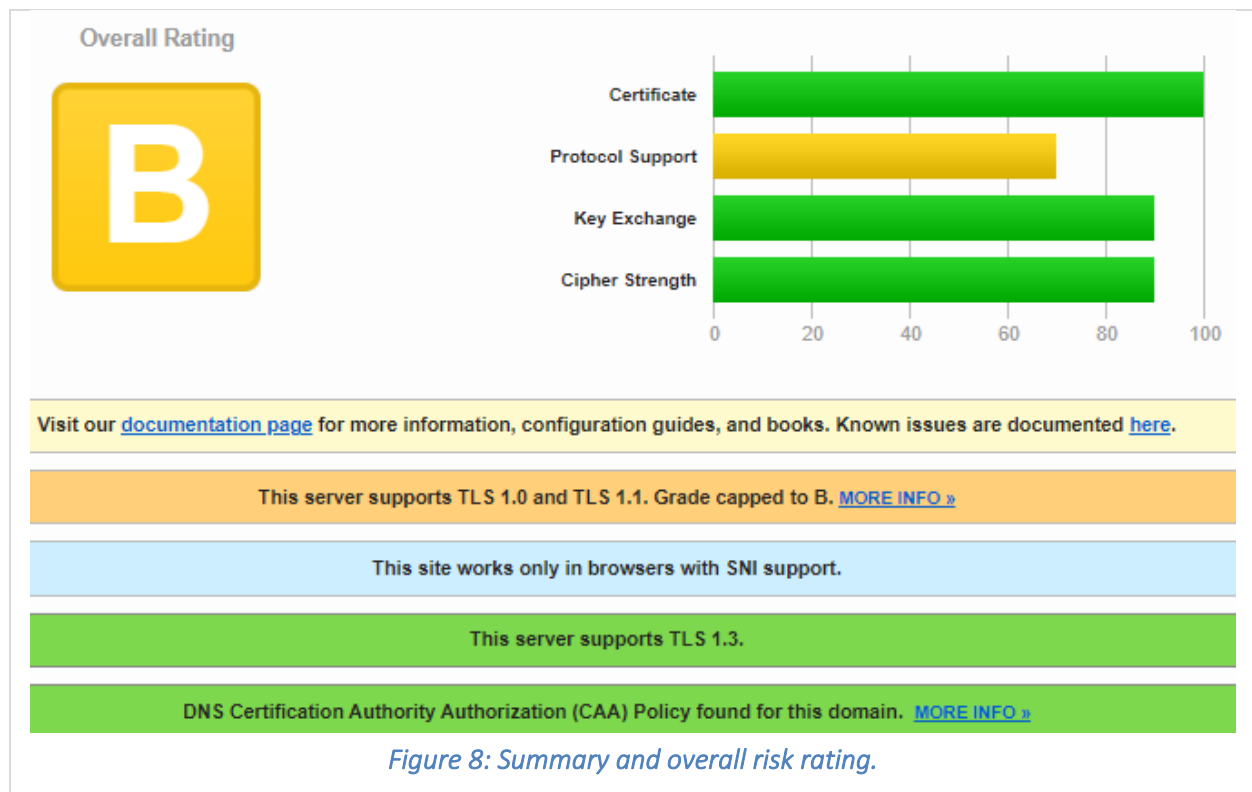 Overall Rating
B
Certificate
Protocol Support
Key Exchange
Cipher Strength
0 20 40 60 80 100
Visit our documentation page for more information, configuration guides, and books. Known issues are documented here.
This server supports TLS 1.0 and TLS 1.1. Grade capped to B. MORE INFO »
This site works only in browsers with SNI support.
This server supports TLS 1.3.
DNS Certification Authority Authorization (CAA) Policy found for this domain. MORE INFO »
Figure 8: Summary and overall risk rating.